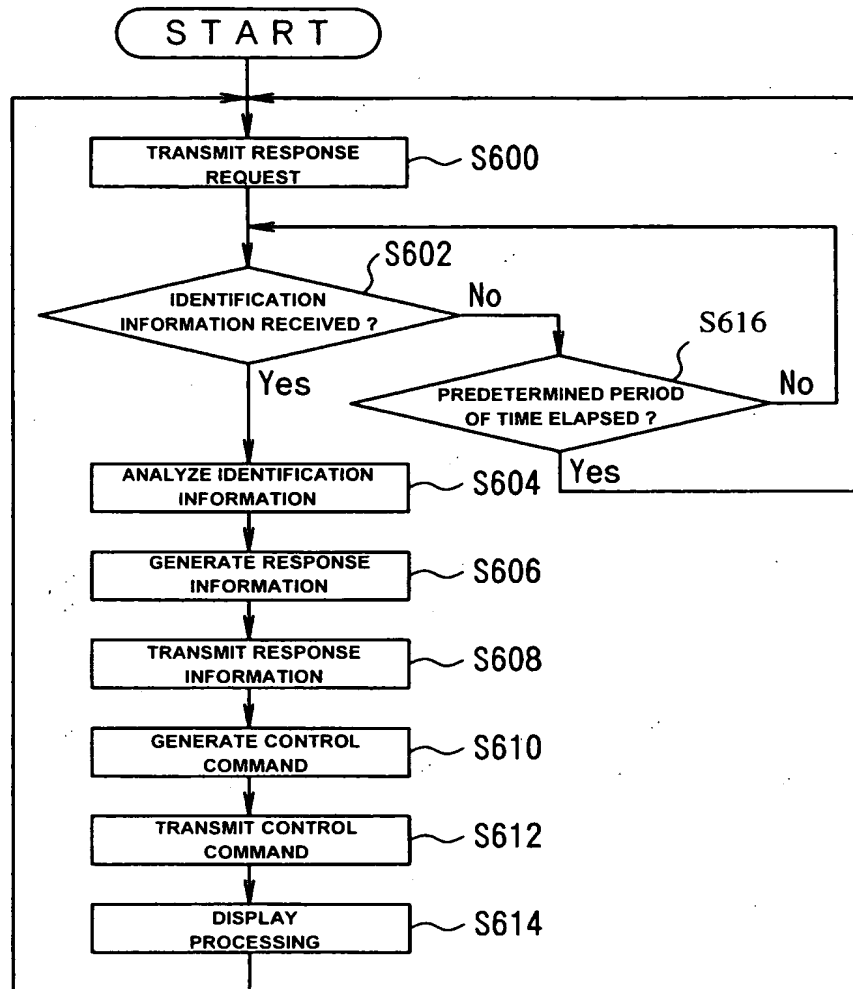 START
TRANSMIT RESPONSE
REQUEST
S600
S602
IDENTIFICATION
INFORMATION RECEIVED ?
No
Yes
S616
PREDETERMINED PERIOD
OF TIME ELAPSED ?
No
Yes
ANALYZE IDENTIFICATION
INFORMATION
S604
GENERATE RESPONSE
INFORMATION
S606
TRANSMIT RESPONSE
INFORMATION
S608
GENERATE CONTROL
COMMAND
S610
TRANSMIT CONTROL
COMMAND
S612
DISPLAY
PROCESSING
S614